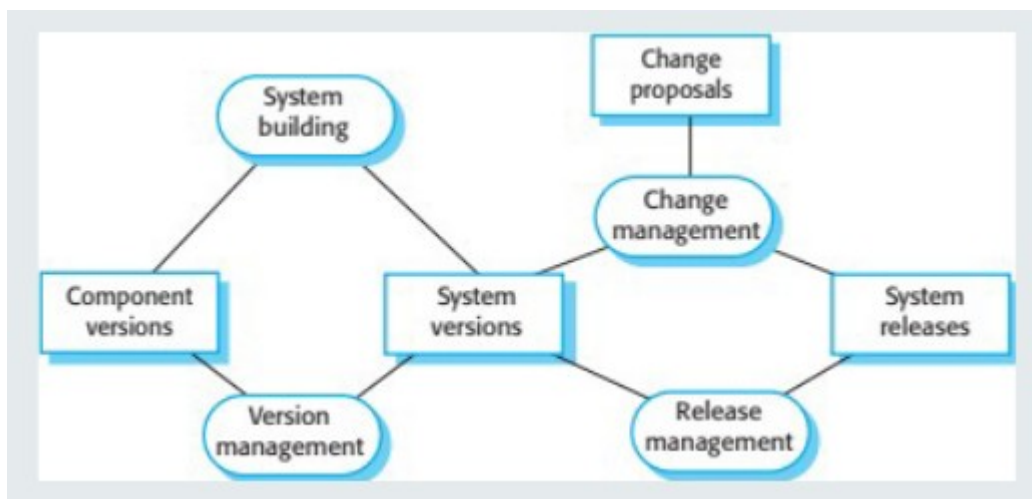 Change
proposals
System
building
Change
management
Component
versions
System
versions
System
releases
Version
management
Release
management